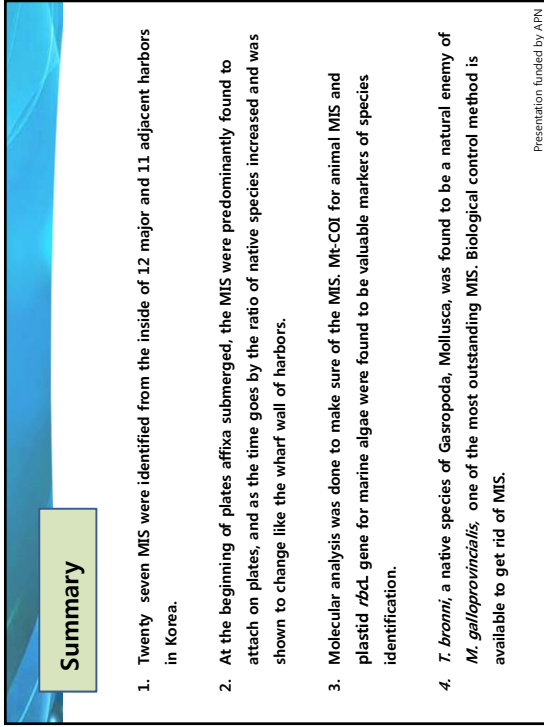 Summary
1. Twenty seven MIS were identified from the inside of 12 major and 11 adjacent harbors
in Korea.
2. At the beginning of plates affixa submerged, the MIS were predominantly found to
attach on plates, and as the time goes by the ratio of native species increased and was
shown to change like the wharf wall of harbors.
3. Molecular analysis was done to make sure of the MIS. Mt-COI for animal MIS and
plastid rbcL gene for marine algae were found to be valuable markers of species
identification.
4. T. bronni, a native species of Gasropoda, Mollusca, was found to be a natural enemy of
M. galloprovincialis, one of the most outstanding MIS. Biological control method is
available to get rid of MIS.
Presentation funded by APN